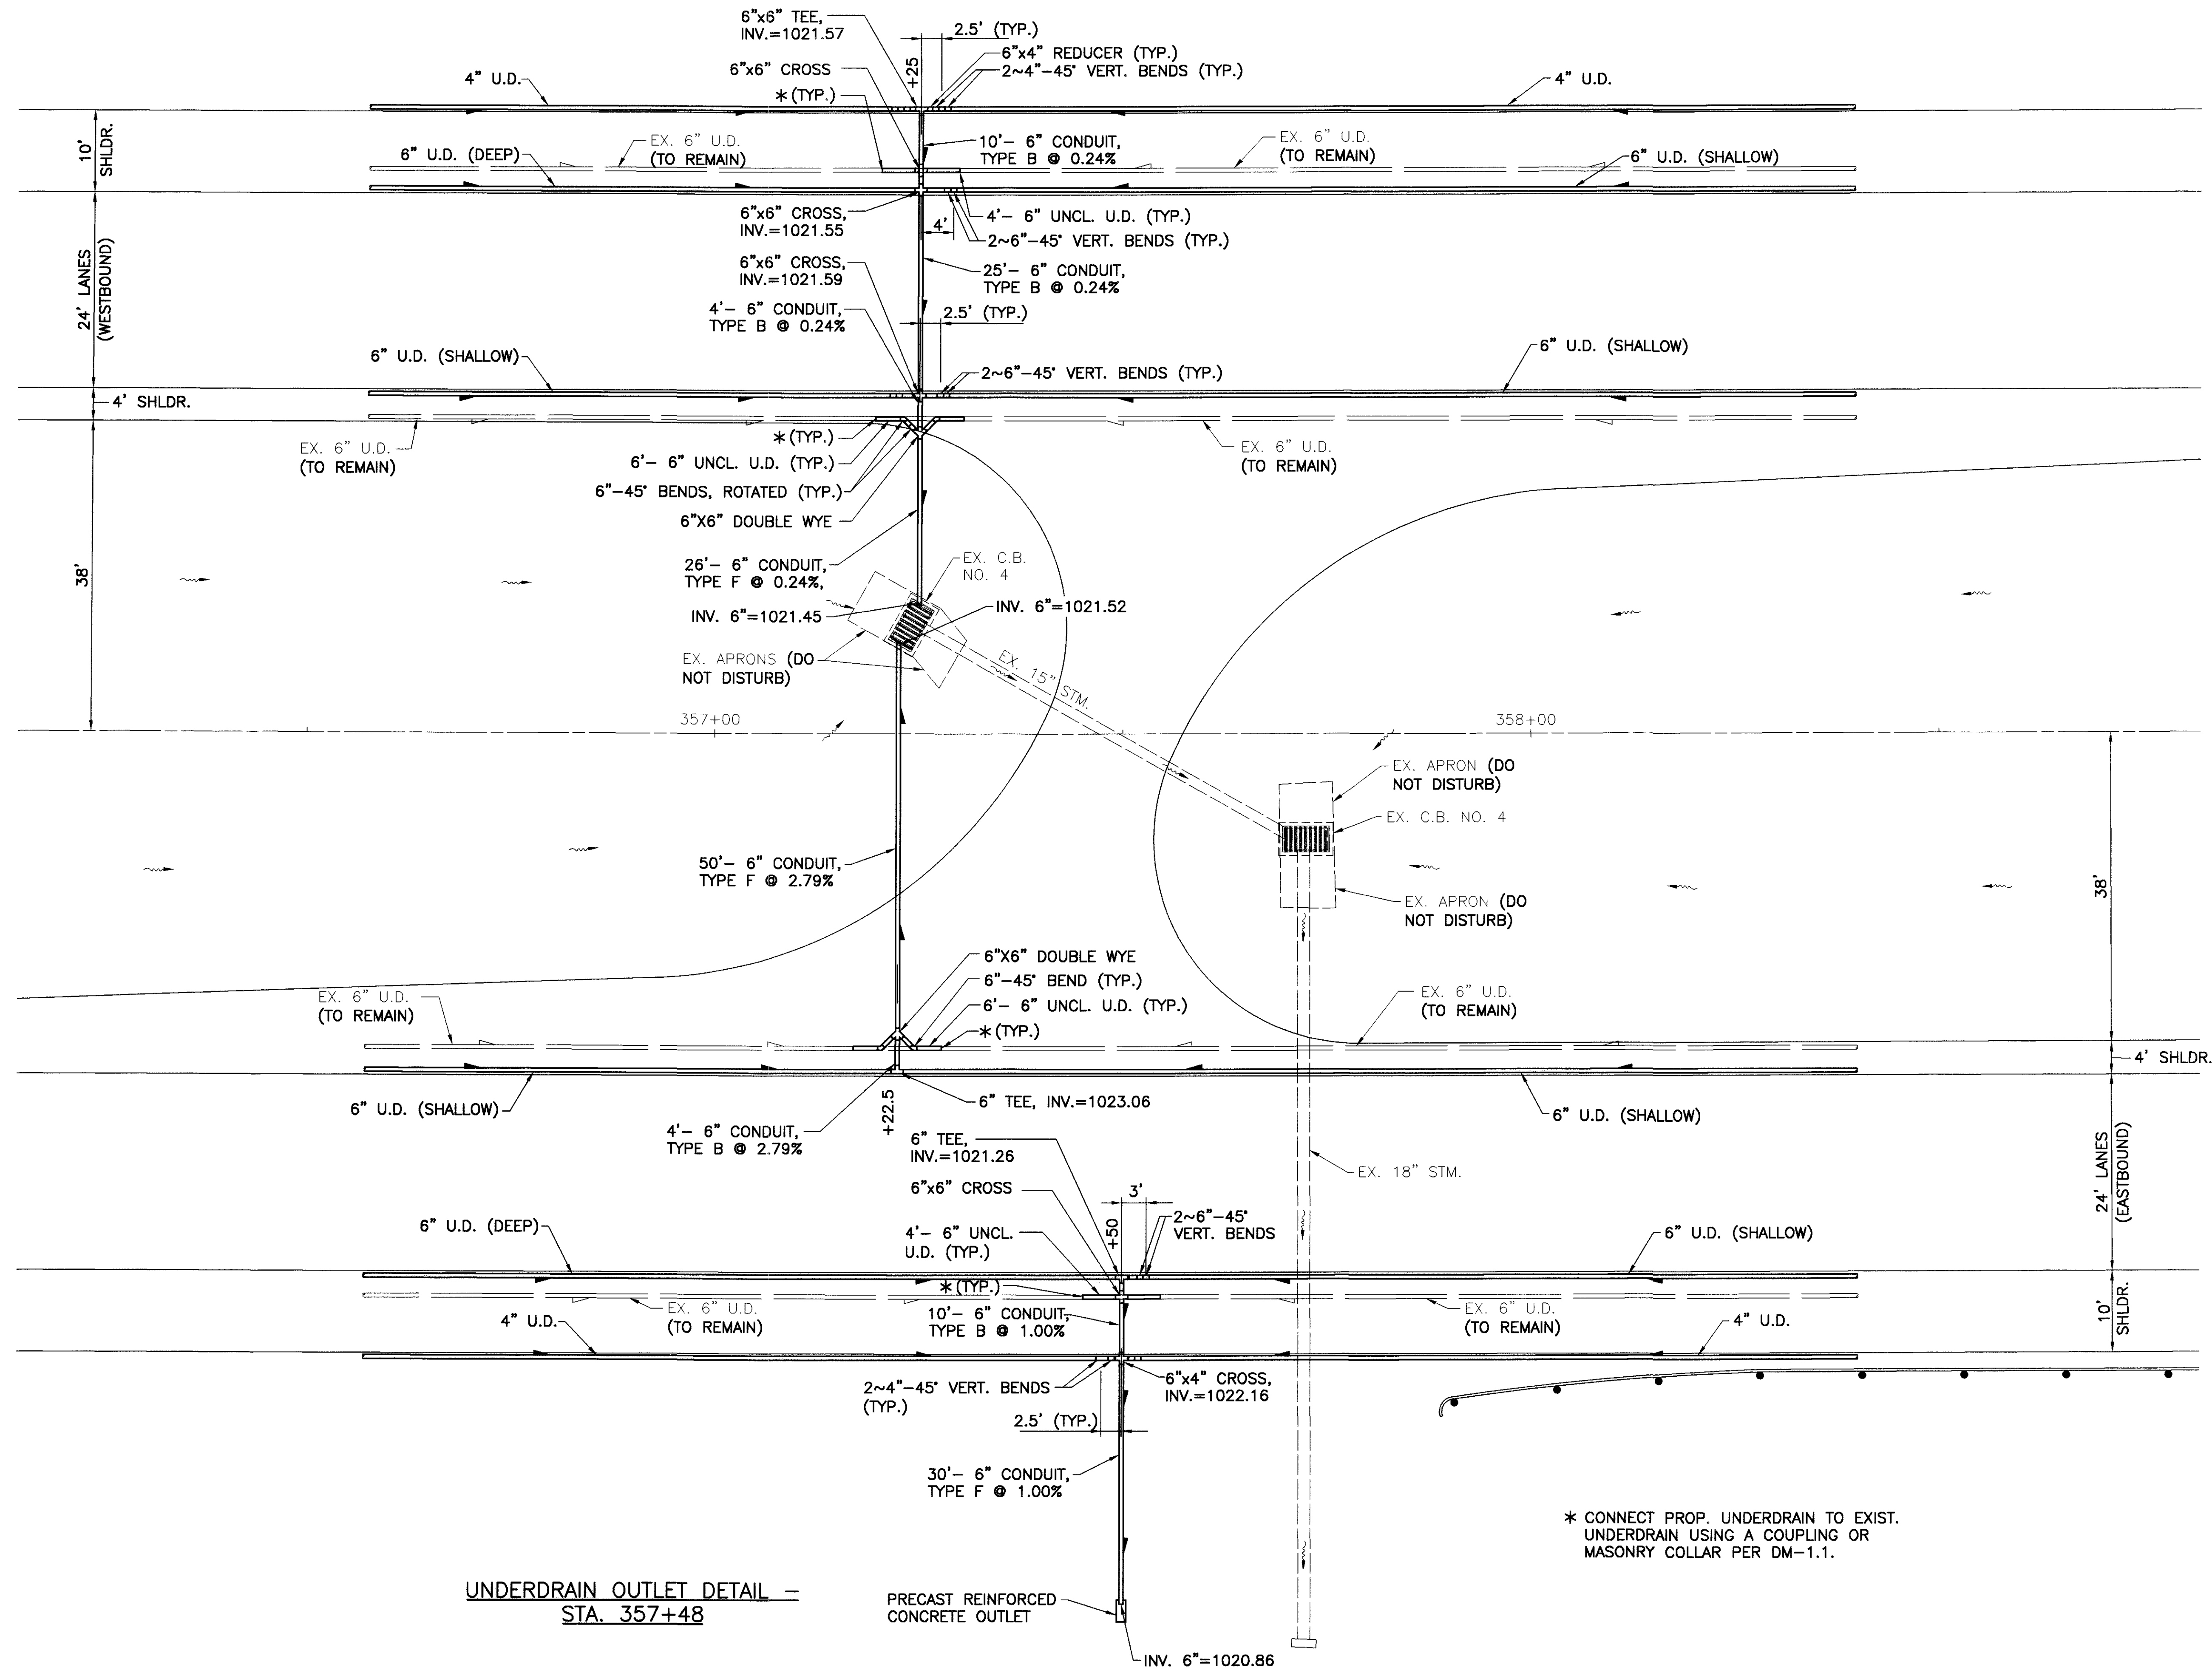 6"x6" TEE,
INV.=1021.57
2.5' (TYP.)
6"x4" REDUCER (TYP.)
2~4"-45° VERT. BENDS (TYP.)
6"x6" CROSS
+25
4" U.D.
4" U.D.
*(TYP.)
10'
SHLDR.
EX. 6" U.D.
(TO REMAIN)
10'- 6" CONDUIT,
TYPE B @ 0.24%
EX. 6" U.D.
(TO REMAIN)
6" U.D. (DEEP)
6" U.D. (SHALLOW)
6"x6" CROSS,
INV.=1021.55
4'
4'- 6" UNCL. U.D. (TYP.)
2~6"-45° VERT. BENDS (TYP.)
24' LANES
(WESTBOUND)
6"x6" CROSS,
INV.=1021.59
25'- 6" CONDUIT,
TYPE B @ 0.24%
4'- 6" CONDUIT,
TYPE B @ 0.24%
2.5' (TYP.)
6" U.D. (SHALLOW)
6" U.D. (SHALLOW)
2~6"-45° VERT. BENDS (TYP.)
4' SHLDR.
EX. 6" U.D.
(TO REMAIN)
*(TYP.)
EX. 6" U.D.
(TO REMAIN)
6'- 6" UNCL. U.D. (TYP.)
6"-45° BENDS, ROTATED (TYP.)
6"X6" DOUBLE WYE
38'
26'- 6" CONDUIT,
TYPE F @ 0.24%,
EX. C.B.
NO. 4
INV. 6"=1021.45
INV. 6"=1021.52
EX. APRONS (DO
NOT DISTURB)
EX. 15" STM.
357+00
358+00
EX. APRON (DO
NOT DISTURB)
EX. C.B. NO. 4
50'- 6" CONDUIT,
TYPE F @ 2.79%
EX. APRON (DO
NOT DISTURB)
38'
6"X6" DOUBLE WYE
6"-45° BEND (TYP.)
6'- 6" UNCL. U.D. (TYP.)
*(TYP.)
EX. 6" U.D.
(TO REMAIN)
EX. 6" U.D.
(TO REMAIN)
4' SHLDR.
6" U.D. (SHALLOW)
+22.5
6" TEE, INV.=1023.06
6" U.D. (SHALLOW)
4'- 6" CONDUIT,
TYPE B @ 2.79%
6" TEE,
INV.=1021.26
EX. 18" STM.
24' LANES
(EASTBOUND)
6"x6" CROSS
3'
6" U.D. (DEEP)
4'- 6" UNCL.
U.D. (TYP.)
+50
2~6"-45°
VERT. BENDS
6" U.D. (SHALLOW)
*(TYP.)
EX. 6" U.D.
(TO REMAIN)
10'- 6" CONDUIT,
TYPE B @ 1.00%
EX. 6" U.D.
(TO REMAIN)
4" U.D.
4" U.D.
10'
SHLDR.
2~4"-45° VERT. BENDS
(TYP.)
6"x4" CROSS,
INV.=1022.16
2.5' (TYP.)
30'- 6" CONDUIT,
TYPE F @ 1.00%
* CONNECT PROP. UNDERDRAIN TO EXIST.
UNDERDRAIN USING A COUPLING OR
MASONRY COLLAR PER DM-1.1.
UNDERDRAIN OUTLET DETAIL -
STA. 357+48
PRECAST REINFORCED
CONCRETE OUTLET
INV. 6"=1020.86